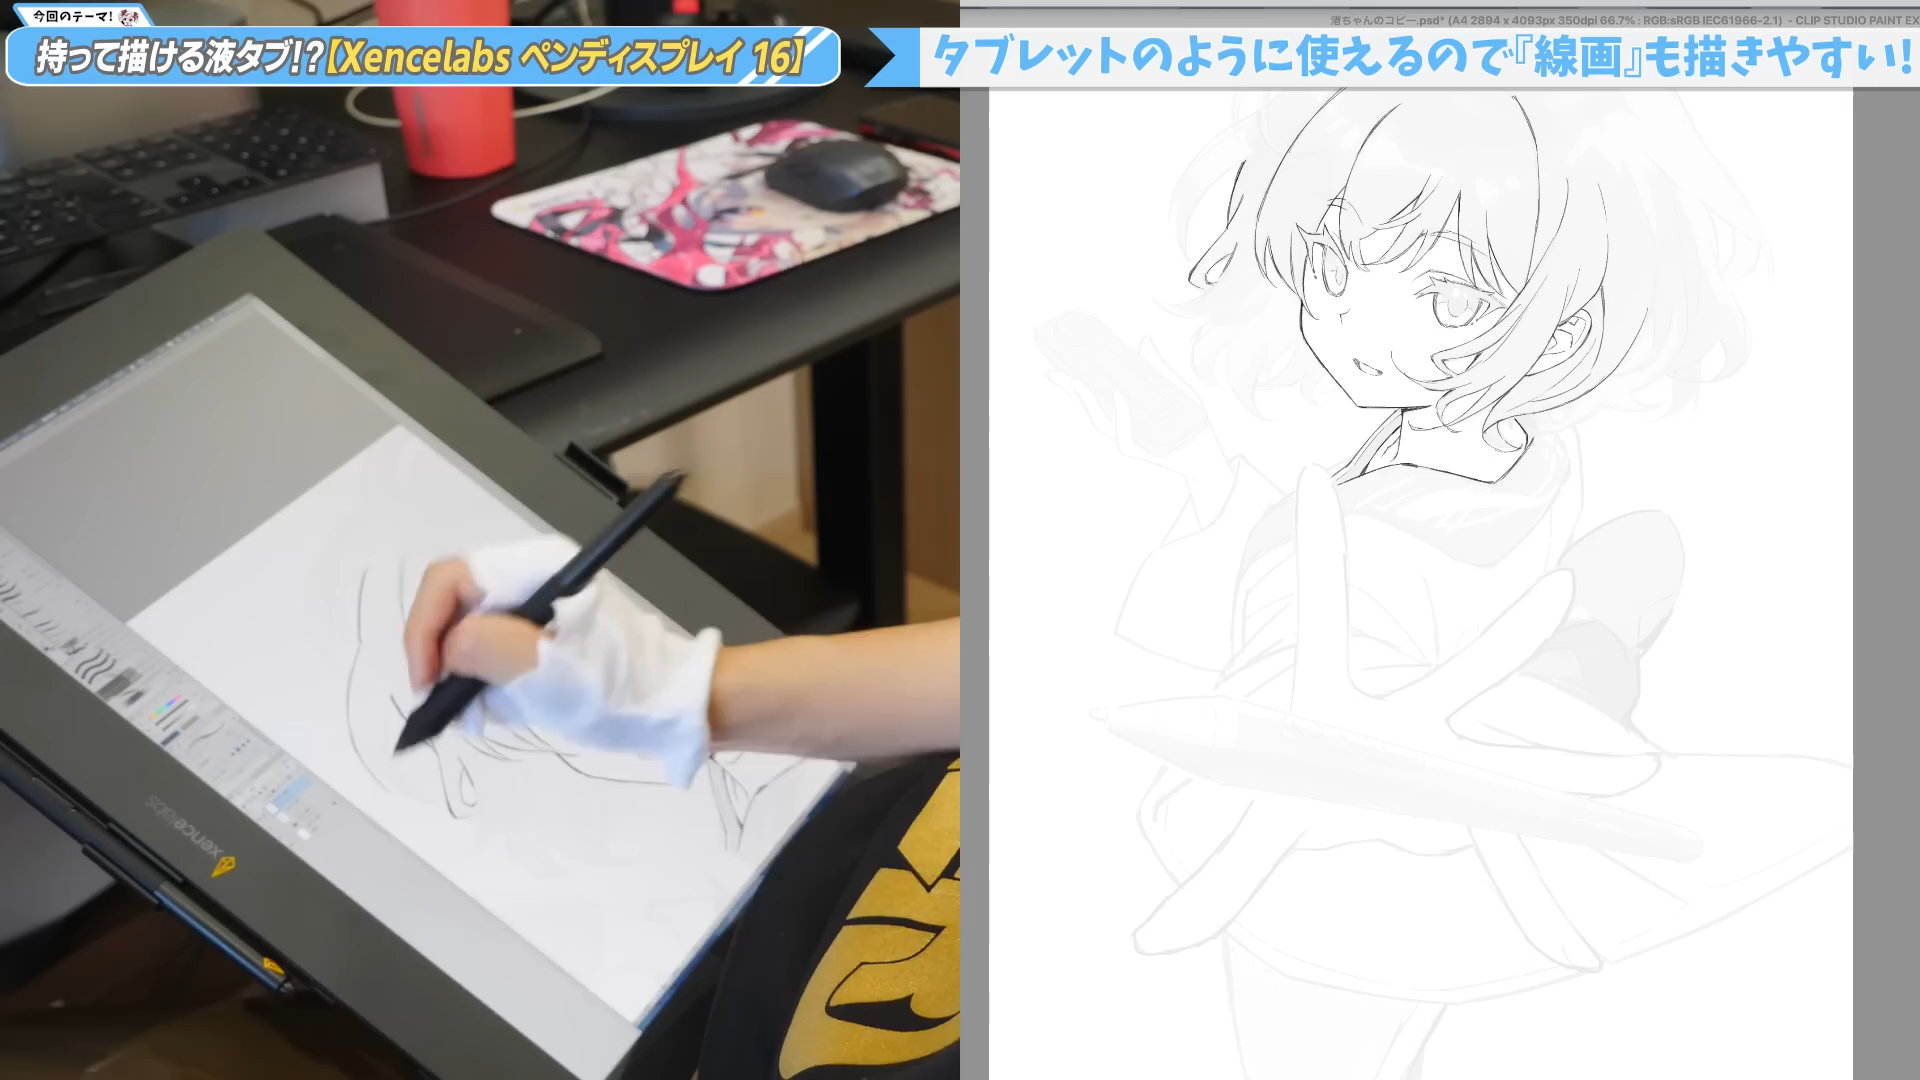 今回のテーマ!
持って描ける液タブ!?【Xencelabs ペンディスプレイ 16】
渚ちゃんのコピー.psd* (A4 2894 x 4093px 350dpi 66.7% : RGB:sRGB IEC61966-2.1) - CLIP STUDIO PAINT EX
タブレットのように使えるので『線画』も描きやすい!
xencelabs